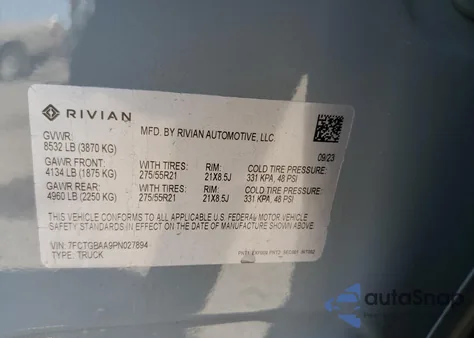 RIVIAN
MFD. BY RIVIAN AUTOMOTIVE, LLC.
09/23
GVWR:
8532 LB (3870 KG)
GAWR FRONT: WITH TIRES: RIM: COLD TIRE PRESSURE:
4134 LB (1875 KG) 275/55R21 21X8.5J 331 KPA, 48 PSI
GAWR REAR: WITH TIRES: RIM: COLD TIRE PRESSURE:
4960 LB (2250 KG) 275/55R21 21X8.5J 331 KPA, 48 PSI
THIS VEHICLE CONFORMS TO ALL APPLICABLE U.S. FEDERAL MOTOR VEHICLE
SAFETY STANDARDS IN EFFECT ON THE DATE OF MANUFACTURE SHOWN ABOVE.
VIN: 7FCTGBAA9PN027894
TYPE: TRUCK
autoSnap